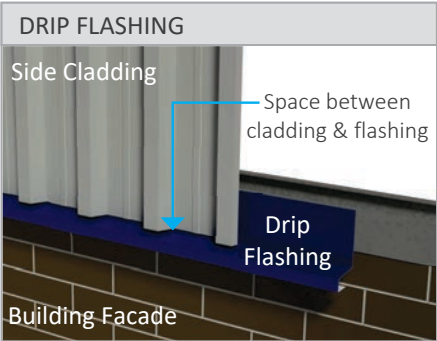 DRIP FLASHING
Side Cladding
Space between
cladding & flashing
Drip
Flashing
Building Facade